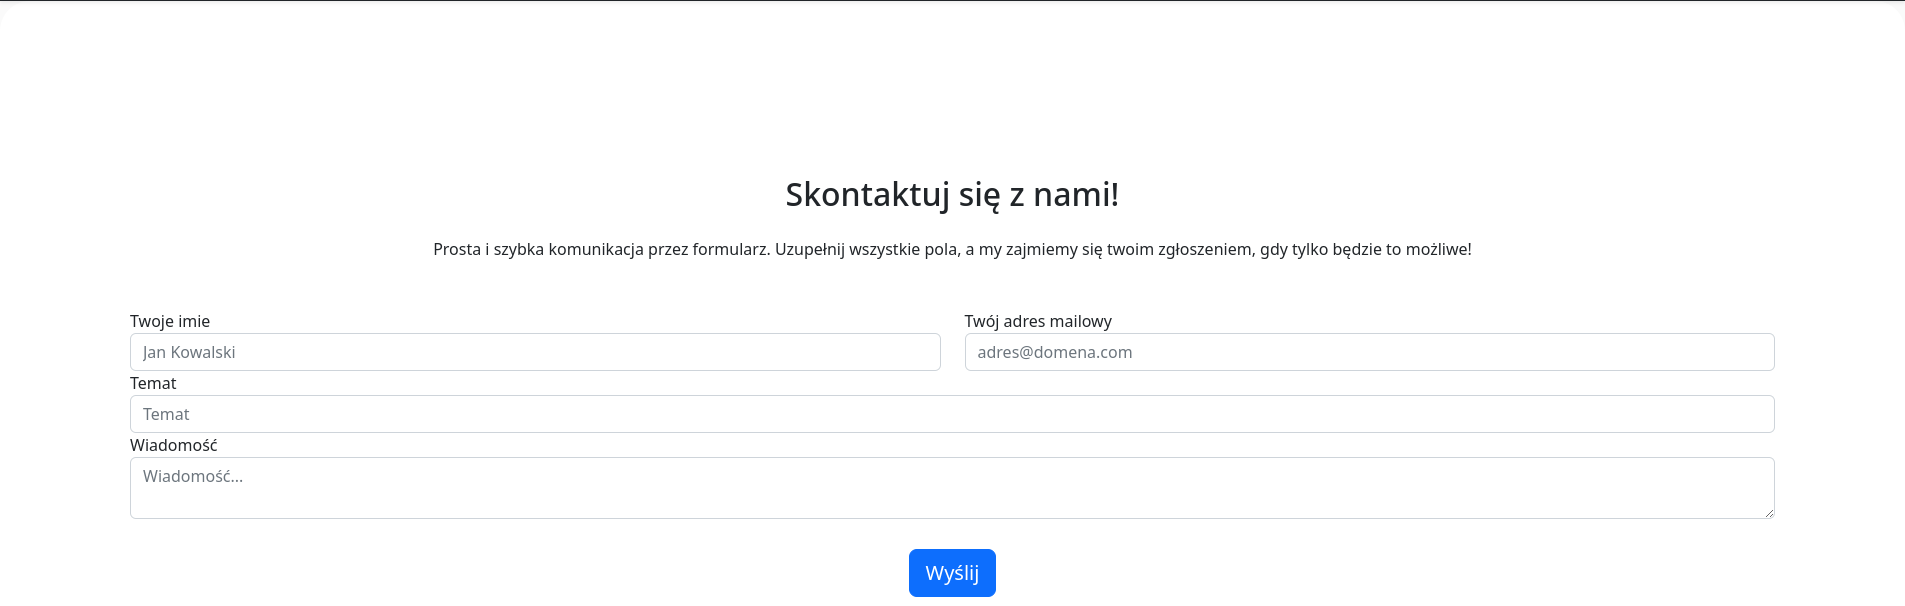 Skontaktuj się z nami!
Prosta i szybka komunikacja przez formularz. Uzupełnij wszystkie pola, a my zajmiemy się twoim zgłoszeniem, gdy tylko będzie to możliwe!
Twoje imie
Twój adres mailowy
Jan Kowalski
adres@domena.com
Temat
Temat
Wiadomość
Wiadomość...
Wyślij